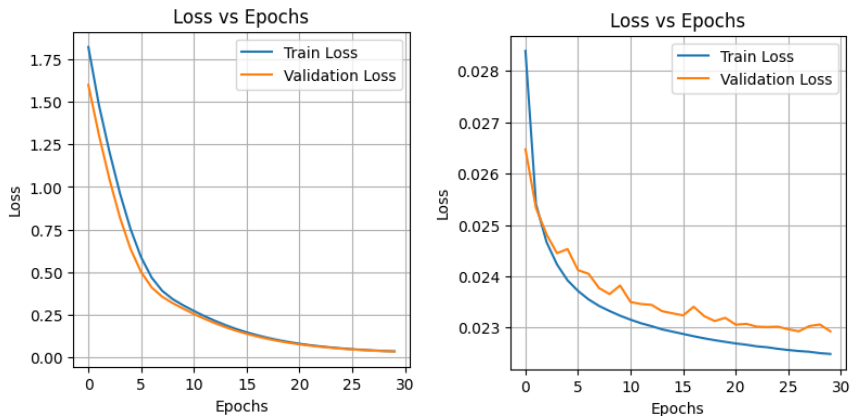 Loss vs Epochs
Train Loss
Validation Loss
1.75
1.50
1.25
1.00
0.75
0.50
0.25
0.00
Loss
0 5 10 15 20 25 30
Epochs
Loss vs Epochs
Train Loss
Validation Loss
0.028
0.027
0.026
0.025
0.024
0.023
Loss
0 5 10 15 20 25 30
Epochs